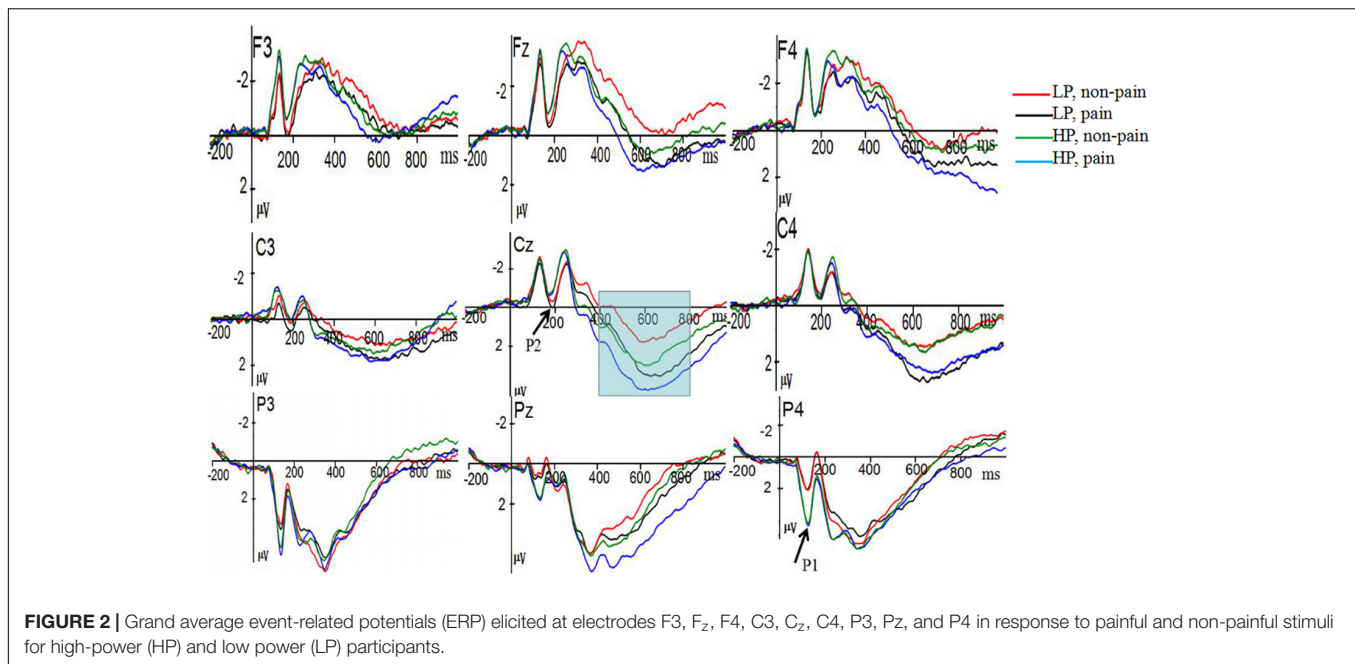 F3
-2
-200
200
400
600
800
ms
2
μV
Fz
-2
-200
200
400
600
800
ms
2
μV
F4
-2
-200
200
400
600
800
ms
2
μV
LP, non-pain
LP, pain
HP, non-pain
HP, pain
C3
-2
-200
200
400
600
800
ms
2
μV
Cz
-2
-200
200
400
600
800
ms
P2
2
μV
C4
-2
-200
200
400
600
800
ms
2
μV
P3
-2
-200
200
400
600
800
ms
2
μV
Pz
-2
-200
200
400
600
800
ms
2
μV
P4
-2
-200
200
400
600
800
ms
2
μV
P1
FIGURE 2 | Grand average event-related potentials (ERP) elicited at electrodes F3, Fz, F4, C3, Cz, C4, P3, Pz, and P4 in response to painful and non-painful stimuli
for high-power (HP) and low power (LP) participants.